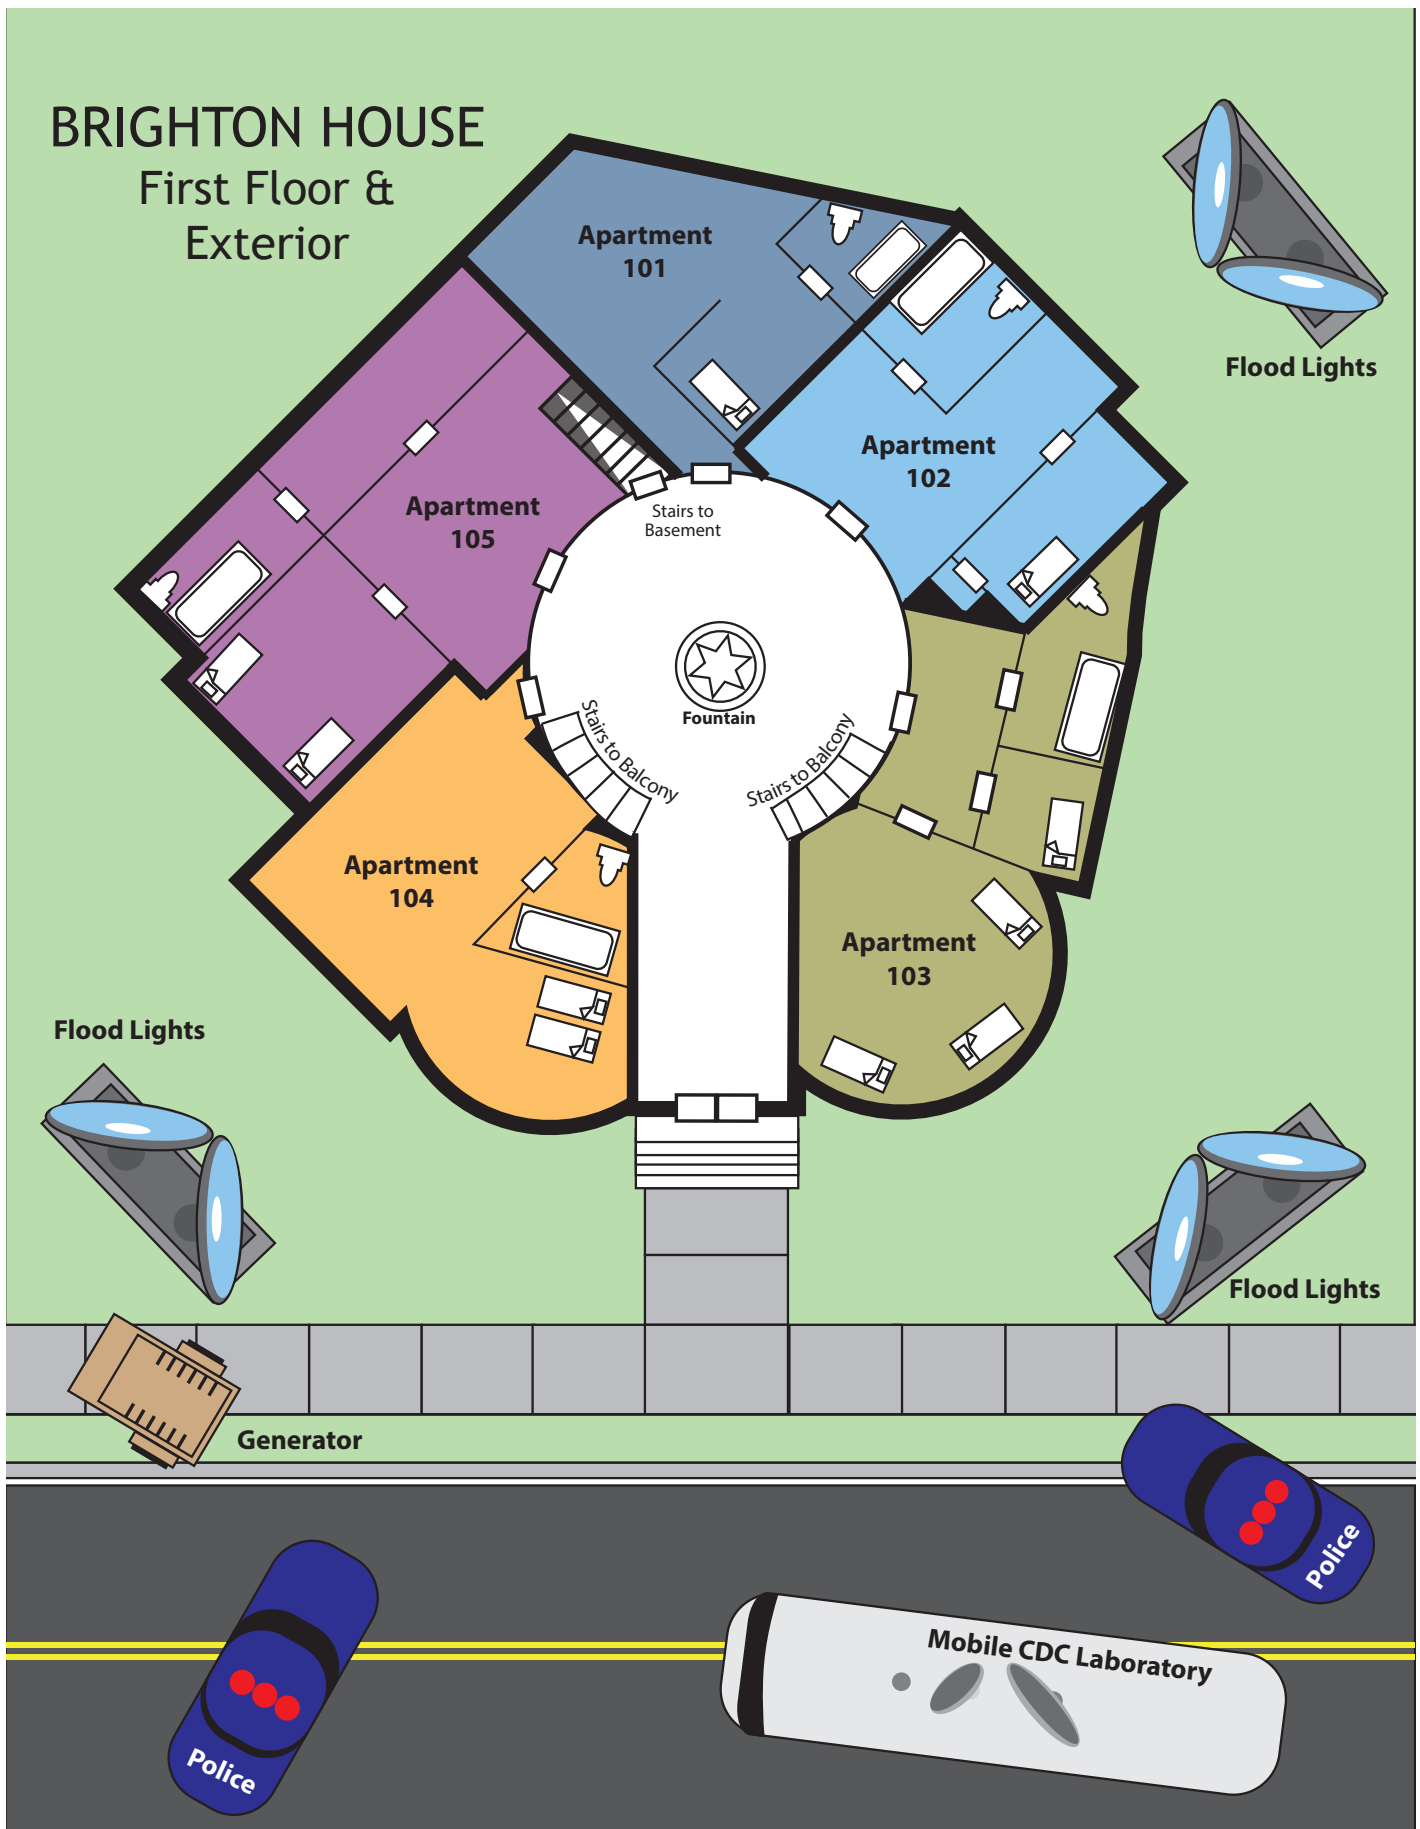 BRIGHTON HOUSE
First Floor &
Exterior
Flood Lights
Apartment
101
Apartment
102
Apartment
105
Stairs to
Basement
Fountain
Stairs to Balcony
Stairs to Balcony
Apartment
104
Apartment
103
Flood Lights
Flood Lights
Generator
Police
Mobile CDC Laboratory
Police